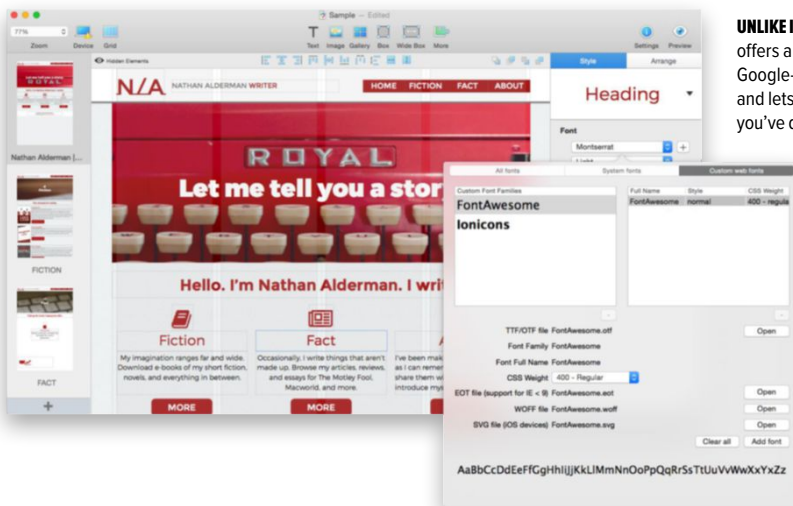 Sample — Edited
77%
Zoom Device Grid
Text Image Gallery Box Wide Box More
Settings Preview
Hidden Elements
Style Arrange
N/A NATHAN ALDERMAN WRITER
HOME FICTION FACT ABOUT
Heading
Font
Montserrat
Light
ROYAL
Let me tell you a stor
Hello. I'm Nathan Alderman. I wri
Fiction
My imagination ranges far and wide.
Download e-books of my short fiction,
novels, and everything in between.
MORE
Fact
Occasionally, I write things that aren't
made up. Browse my articles, reviews,
and essays for The Motley Fool,
Macworld, and more.
MORE
A
I've been mak
as I can remer
share them w
introduce mys
Nathan Alderman |...
FICTION
FACT
All fonts System fonts Custom web fonts
Custom Font Families
FontAwesome
Ionicons
Full Name Style CSS Weight
FontAwesome normal 400 - regula
TTF/OTF file FontAwesome.otf Open
Font Family FontAwesome
Font Full Name FontAwesome
CSS Weight 400 - Regular
EOT file (support for IE < 9) FontAwesome.eot Open
WOFF file FontAwesome.woff Open
SVG file (iOS devices) FontAwesome.svg Open
Clear all Add font
AaBbCcDdEeFfGgHhIiJjKkLlMmNnOoPpQqRrSsTtUuVvWwXxYxZz
UNLIKE
offers a
Google-
and lets
you've